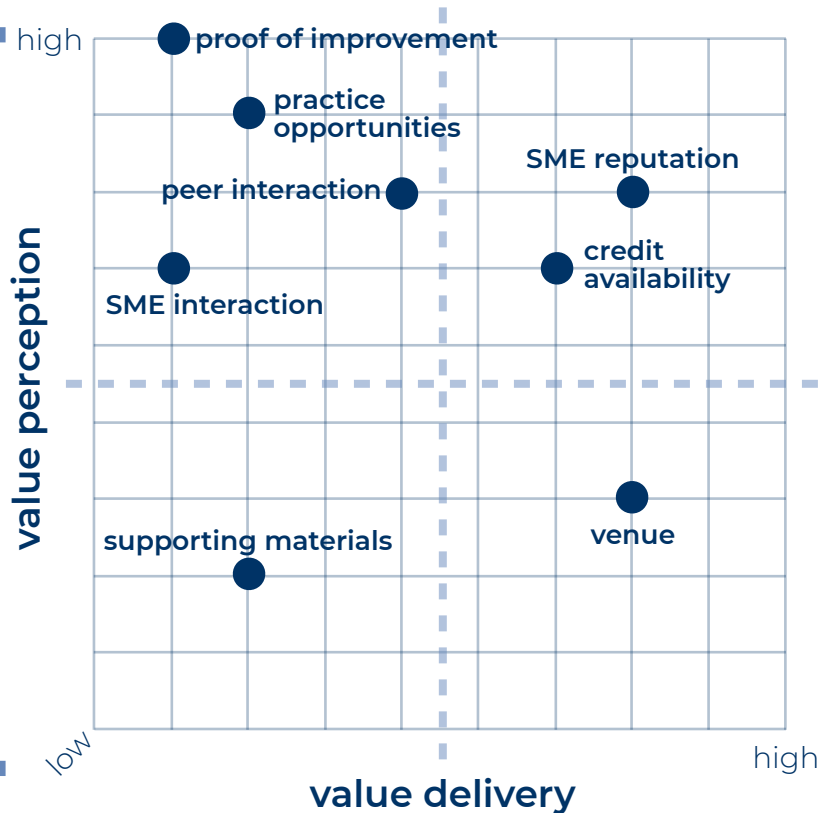 high
proof of improvement
practice
opportunities
SME reputation
peer interaction
credit
availability
SME interaction
value perception
supporting materials
venue
low
high
value delivery